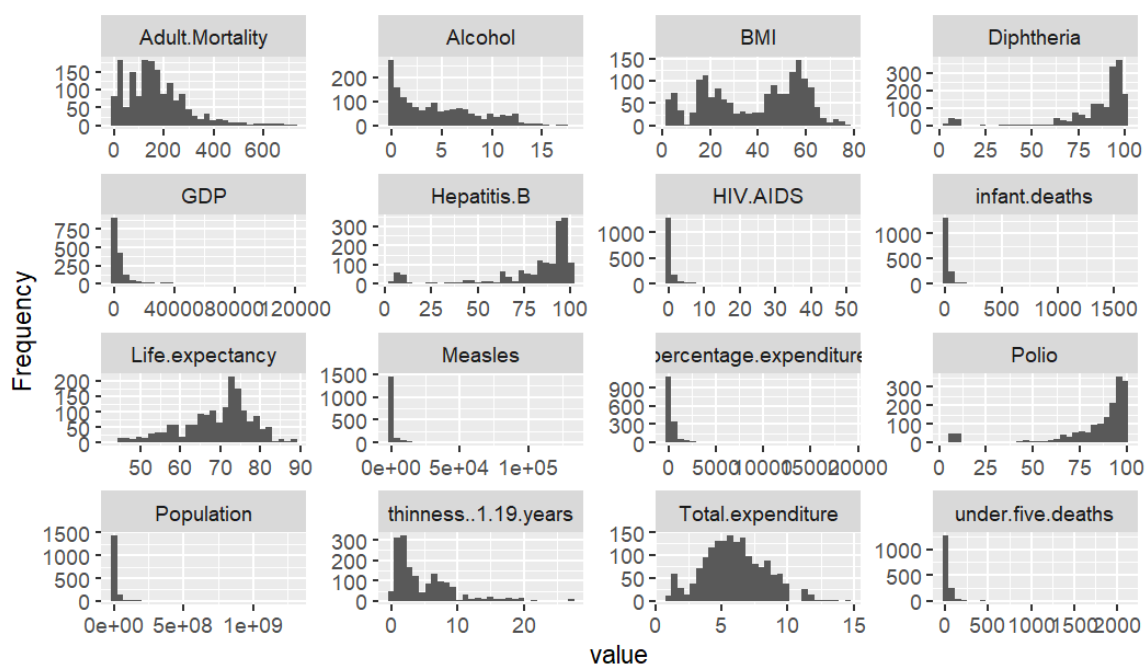 Adult.Mortality
150
100
50
0
0 200 400 600
Alcohol
200
100
0
0 5 10 15
BMI
150
100
50
0
0 20 40 60 80
Diphtheria
300
200
100
0
0 25 50 75 100
GDP
750
500
250
0
0 40000 80000 120000
Hepatitis.B
300
200
100
0
0 25 50 75 100
HIV.AIDS
1000
500
0
0 10 20 30 40 50
infant.deaths
1000
500
0
0 500 1000 1500
Life.expectancy
200
150
100
50
0
50 60 70 80 90
Measles
1500
1000
500
0
0e+00 5e+04 1e+05
percentage.expenditure
900
600
300
0
0 5000 10000 15000 20000
Polio
300
200
100
0
0 25 50 75 100
Population
1500
1000
500
0
0e+00 5e+08 1e+09
thinness..1.19.years
300
200
100
0
0 10 20
Total.expenditure
150
100
50
0
0 5 10 15
under.five.deaths
1000
500
0
0 500 1000 1500 2000
Frequency
value